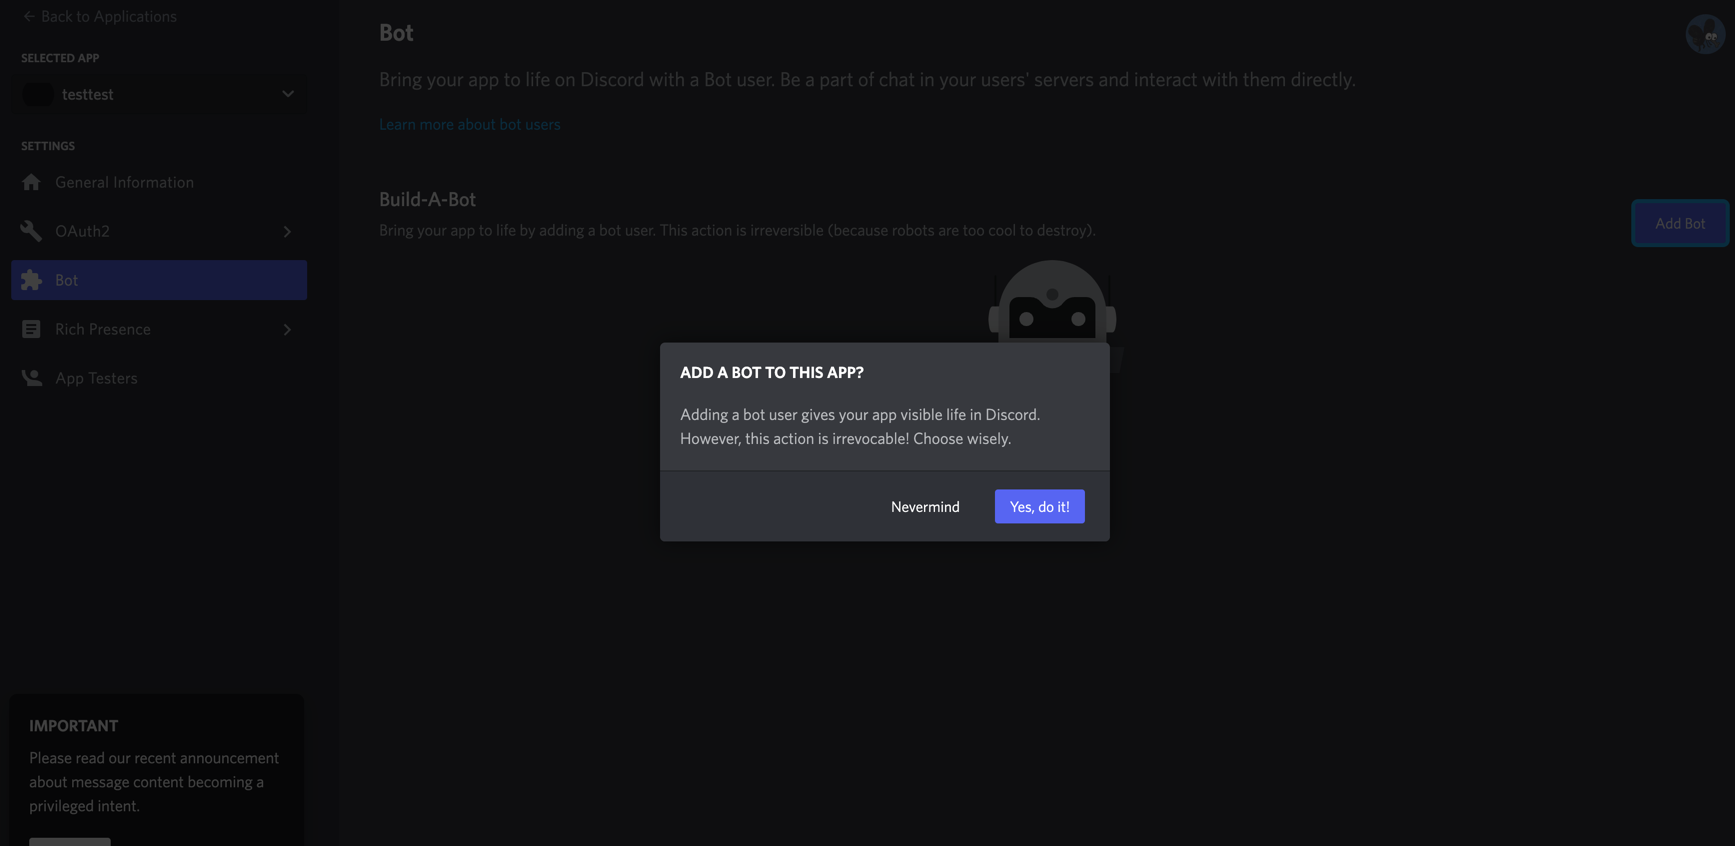 ← Back to Applications
SELECTED APP
testtest
SETTINGS
General Information
OAuth2
Bot
Rich Presence
App Testers
IMPORTANT
Please read our recent announcement
about message content becoming a
privileged intent.
Bot
Bring your app to life on Discord with a Bot user. Be a part of chat in your users' servers and interact with them directly.
Learn more about bot users
Build-A-Bot
Bring your app to life by adding a bot user. This action is irreversible (because robots are too cool to destroy).
Add Bot
ADD A BOT TO THIS APP?
Adding a bot user gives your app visible life in Discord.
However, this action is irrevocable! Choose wisely.
Nevermind
Yes, do it!